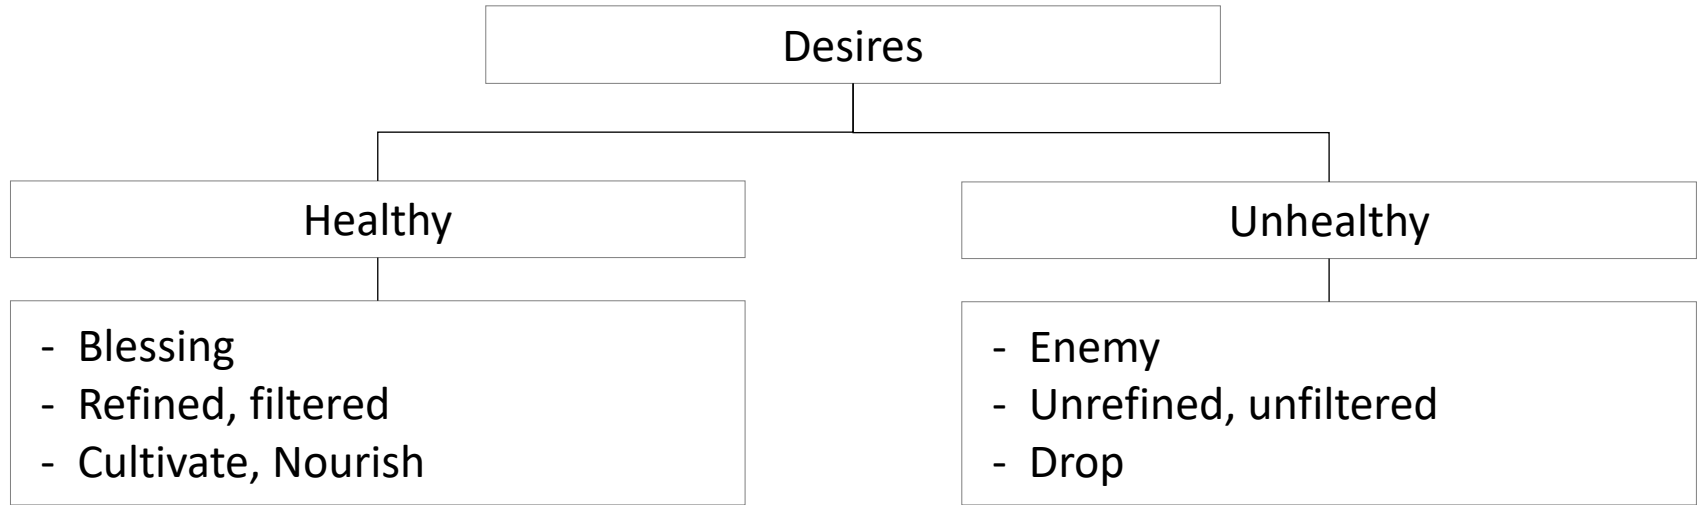 Desires
Healthy
- Blessing
- Refined, filtered
- Cultivate, Nourish
Unhealthy
- Enemy
- Unrefined, unfiltered
- Drop